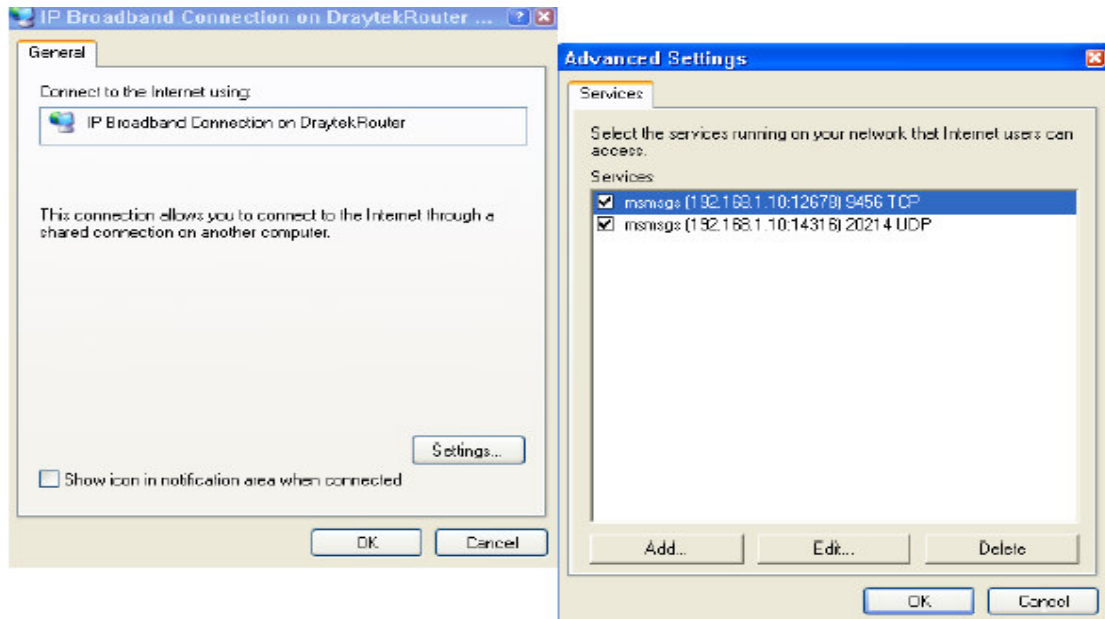 IP Broadband Connection on DraytekRouter ...
General
Connect to the Internet using:
IP Broadband Connection on DraytekRouter
This connection allows you to connect to the Internet through a
shared connection on another computer.
Settings...
Show icon in notification area when connected
OK Cancel
Advanced Settings
Services
Select the services running on your network that Internet users can
access.
Services
msmsgs (192.168.1.10:12678) 9456 TCP
msmsgs (192.168.1.10:14316) 20214 UDP
Add... Edit... Delete
OK Cancel